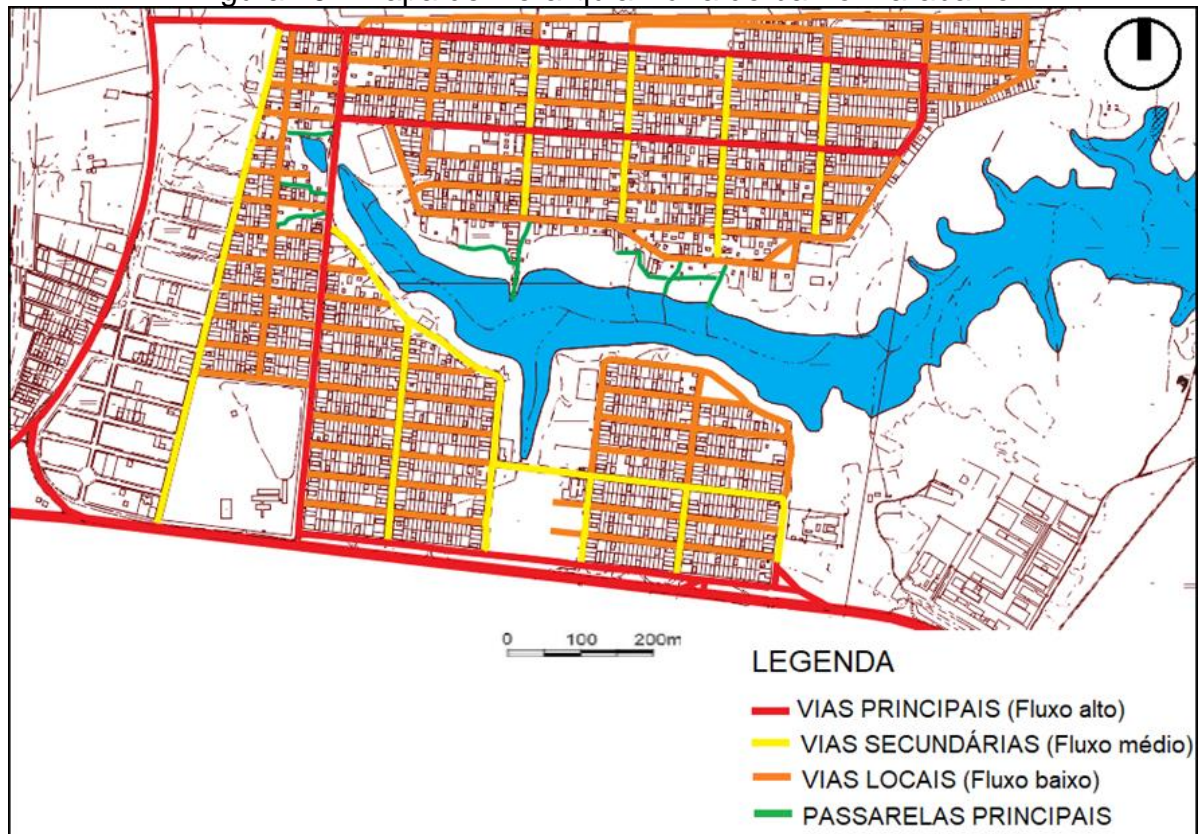 0 100 200m
LEGENDA
VIAS PRINCIPAIS (Fluxo alto)
VIAS SECUNDÁRIAS (Fluxo médio)
VIAS LOCAIS (Fluxo baixo)
PASSARELAS PRINCIPAIS